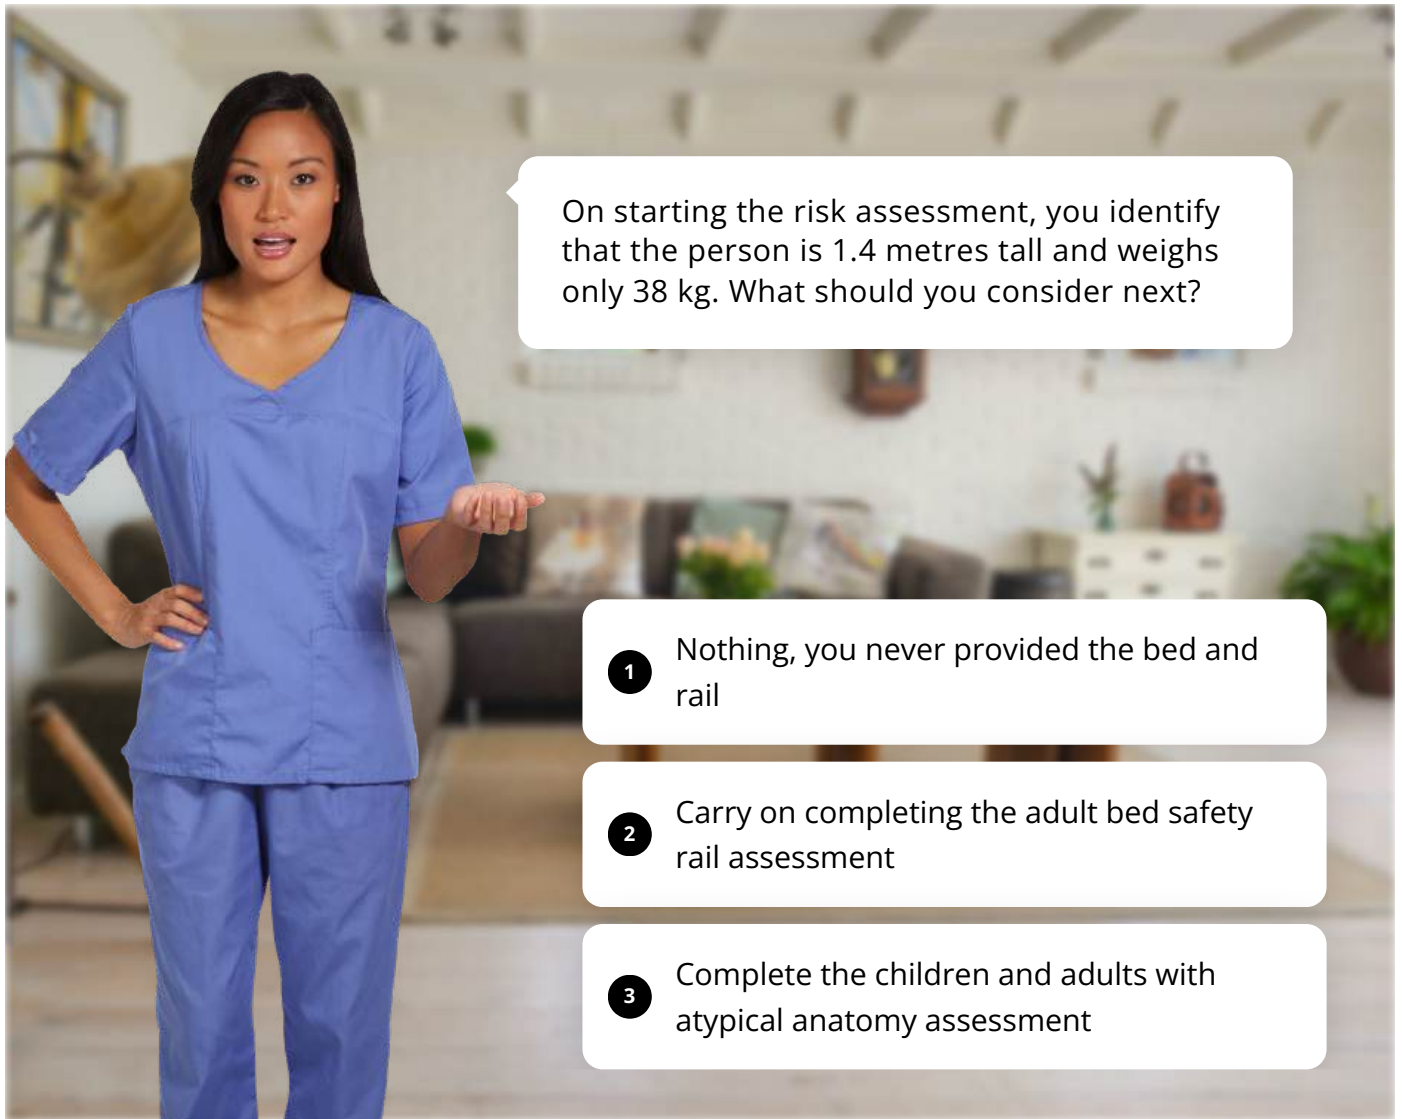 On starting the risk assessment, you identify
that the person is 1.4 metres tall and weighs
only 38 kg. What should you consider next?
1
Nothing, you never provided the bed and
rail
2
Carry on completing the adult bed safety
rail assessment
3
Complete the children and adults with
atypical anatomy assessment